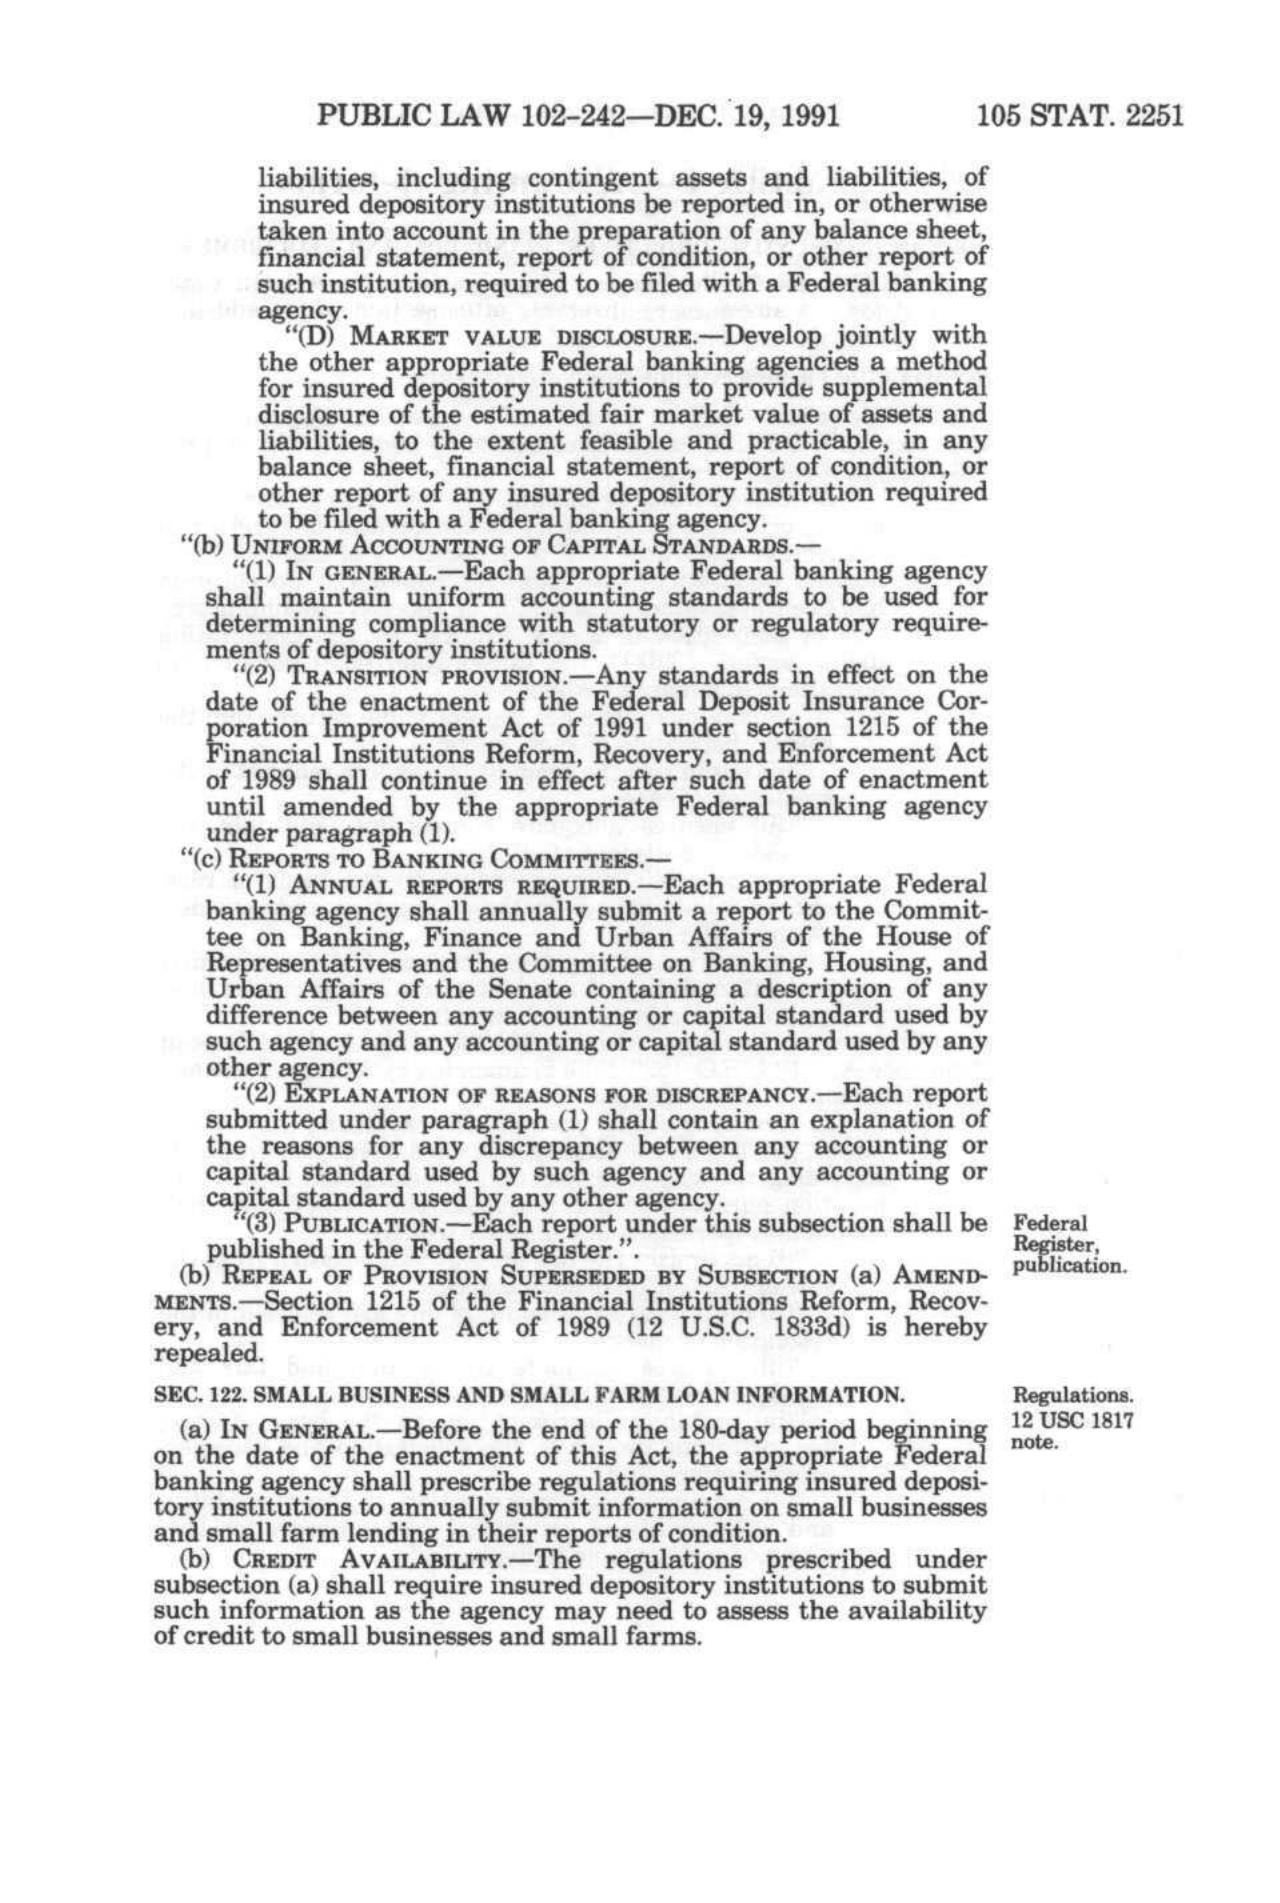 PUBLIC LAW 102-242—DEC. 19, 1991 105 STAT. 2251
liabilities, including contingent assets and liabilities, of
insured depository institutions be reported in, or otherwise
taken into account in the preparation of any balance sheet,
financial statement, report of condition, or other report of
such institution, required to be filed with a Federal banking
agency.
“(D) MARKET VALUE DISCLOSURE.—Develop jointly with
the other appropriate Federal banking agencies a method
for insured depository institutions to provide supplemental
disclosure of the estimated fair market value of assets and
liabilities, to the extent feasible and practicable, in any
balance sheet, financial statement, report of condition, or
other report of any insured depository institution required
to be filed with a Federal banking agency.
“(b) UNIFORM ACCOUNTING OF CAPITAL STANDARDS.—
“(1) IN GENERAL.—Each appropriate Federal banking agency
shall maintain uniform accounting standards to be used for
determining compliance with statutory or regulatory require-
ments of depository institutions.
“(2) TRANSITION PROVISION.—Any standards in effect on the
date of the enactment of the Federal Deposit Insurance Cor-
poration Improvement Act of 1991 under section 1215 of the
Financial Institutions Reform, Recovery, and Enforcement Act
of 1989 shall continue in effect after such date of enactment
until amended by the appropriate Federal banking agency
under paragraph (1).
“(c) REPORTS TO BANKING COMMITTEES.—
“(1) ANNUAL REPORTS REQUIRED.—Each appropriate Federal
banking agency shall annually submit a report to the Commit-
tee on Banking, Finance and Urban Affairs of the House of
Representatives and the Committee on Banking, Housing, and
Urban Affairs of the Senate containing a description of any
difference between any accounting or capital standard used by
such agency and any accounting or capital standard used by any
other agency.
“(2) EXPLANATION OF REASONS FOR DISCREPANCY.—Each report
submitted under paragraph (1) shall contain an explanation of
the reasons for any discrepancy between any accounting or
capital standard used by such agency and any accounting or
capital standard used by any other agency.
“(3) PUBLICATION.—Each report under this subsection shall be
published in the Federal Register.”.
Federal
Register,
publication.
(b) REPEAL OF PROVISION SUPERSEDED BY SUBSECTION (a) AMEND-
MENTS.—Section 1215 of the Financial Institutions Reform, Recov-
ery, and Enforcement Act of 1989 (12 U.S.C. 1833d) is hereby
repealed.
SEC. 122. SMALL BUSINESS AND SMALL FARM LOAN INFORMATION.
Regulations.
12 USC 1817
note.
(a) IN GENERAL.—Before the end of the 180-day period beginning
on the date of the enactment of this Act, the appropriate Federal
banking agency shall prescribe regulations requiring insured deposi-
tory institutions to annually submit information on small businesses
and small farm lending in their reports of condition.
(b) CREDIT AVAILABILITY.—The regulations prescribed under
subsection (a) shall require insured depository institutions to submit
such information as the agency may need to assess the availability
of credit to small businesses and small farms.